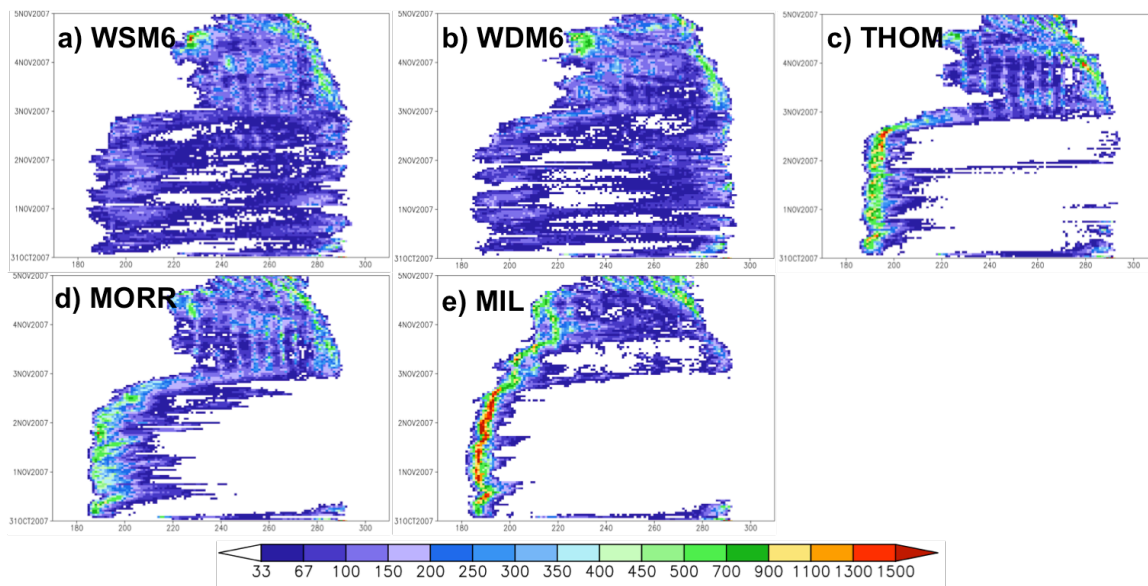 a) WSM6
5NOV2007
4NOV2007
3NOV2007
2NOV2007
1NOV2007
31OCT2007
180 200 220 240 260 280 300
b) WDM6
5NOV2007
4NOV2007
3NOV2007
2NOV2007
1NOV2007
31OCT2007
180 200 220 240 260 280 300
c) THOM
5NOV2007
4NOV2007
3NOV2007
2NOV2007
1NOV2007
31OCT2007
180 200 220 240 260 280 300
d) MORR
5NOV2007
4NOV2007
3NOV2007
2NOV2007
1NOV2007
31OCT2007
180 200 220 240 260 280 300
e) MIL
5NOV2007
4NOV2007
3NOV2007
2NOV2007
1NOV2007
31OCT2007
180 200 220 240 260 280 300
33 67 100 150 200 250 300 350 400 450 500 700 900 1100 1300 1500